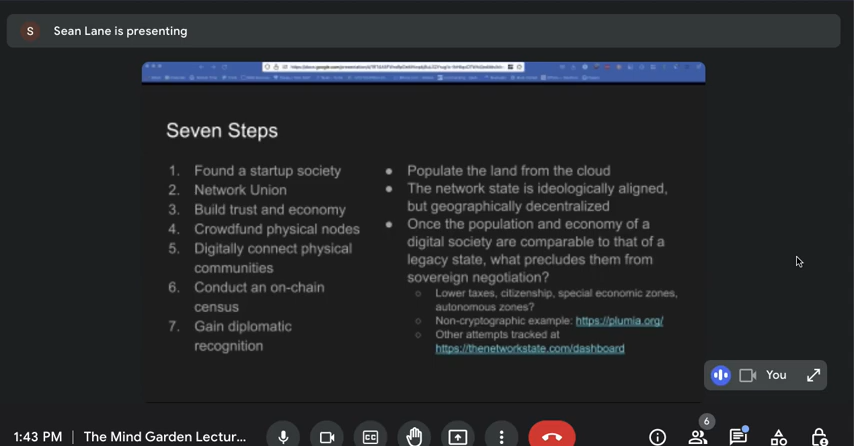 S
Sean Lane is presenting
Seven Steps
1. Found a startup society
2. Network Union
3. Build trust and economy
4. Crowdfund physical nodes
5. Digitally connect physical
communities
6. Conduct an on-chain
census
7. Gain diplomatic
recognition
● Populate the land from the cloud
● The network state is ideologically aligned,
but geographically decentralized
● Once the population and economy of a
digital society are comparable to that of a
legacy state, what precludes them from
sovereign negotiation?
○ Lower taxes, citizenship, special economic zones,
autonomous zones?
○ Non-cryptographic example: https://plumia.org/
○ Other attempts tracked at
https://thenetworkstate.com/dashboard
You
6
1:43 PM | The Mind Garden Lectur...
CC